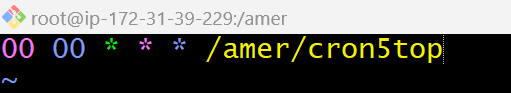 root@ip-172-31-39-229:/amer
00 00 * * * /amer/cron5top
~